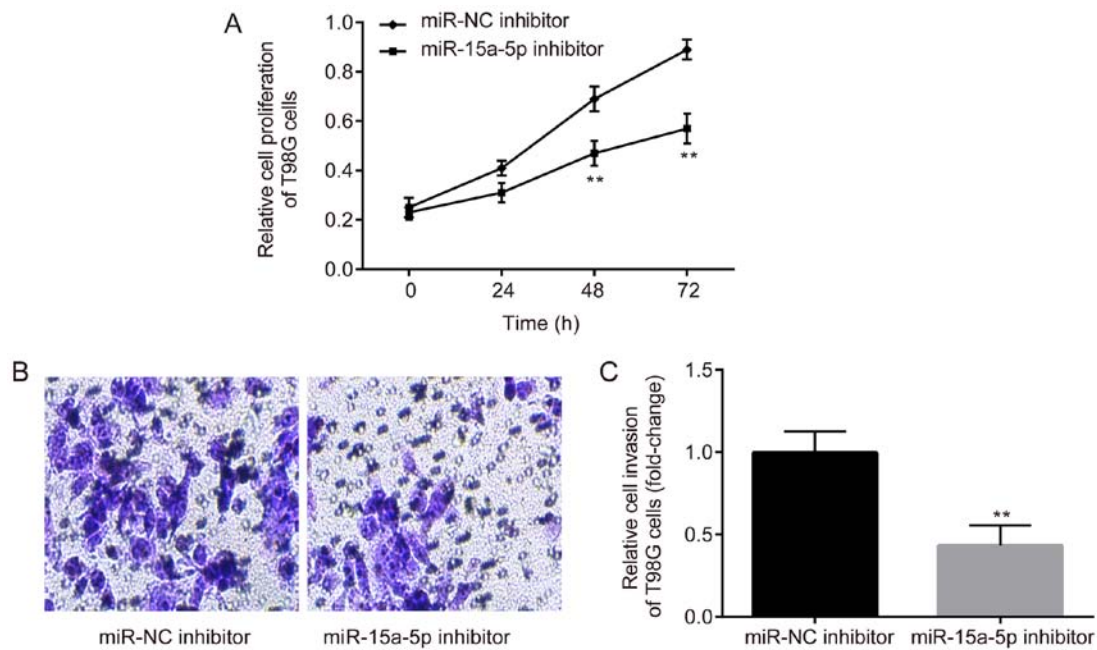 A
miR-NC inhibitor
miR-15a-5p inhibitor
Relative cell proliferation
of T98G cells
1.0
0.8
0.6
0.4
0.2
0.0
**
**
0 24 48 72
Time (h)
B
miR-NC inhibitor miR-15a-5p inhibitor
C
Relative cell invasion
of T98G cells (fold-change)
1.5
1.0
0.5
0.0
**
miR-NC inhibitor miR-15a-5p inhibitor